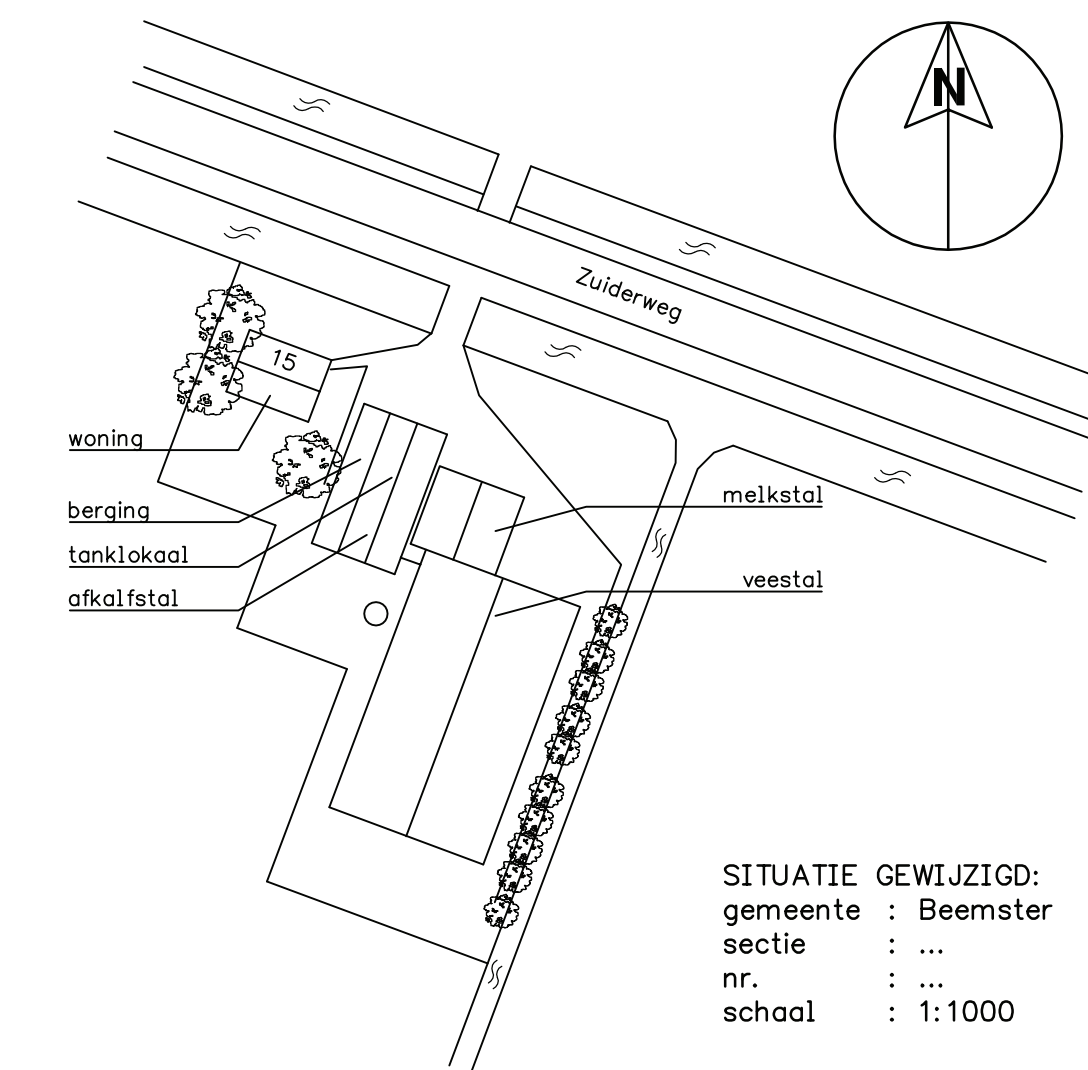 N
Zuiderweg
15
woning
berging
tanklokaal
afkalfstal
melkstal
veestal
SITUATIE GEWIJZIGD:
gemeente : Beemster
sectie : ...
nr. : ...
schaal : 1:1000